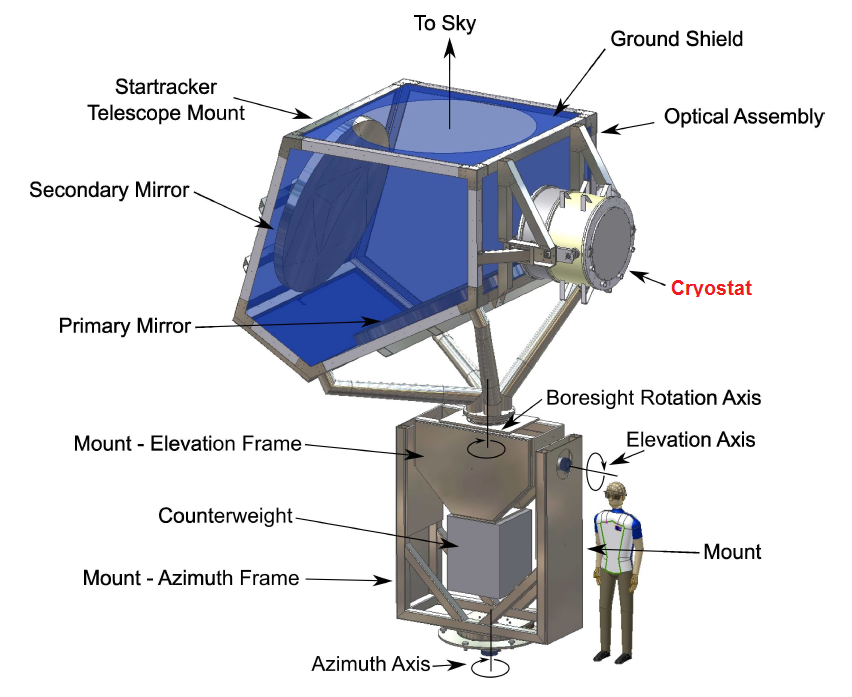 To Sky
Ground Shield
Startracker
Telescope Mount
Optical Assembly
Secondary Mirror
Cryostat
Primary Mirror
Boresight Rotation Axis
Mount - Elevation Frame
Elevation Axis
Counterweight
Mount
Mount - Azimuth Frame
Azimuth Axis